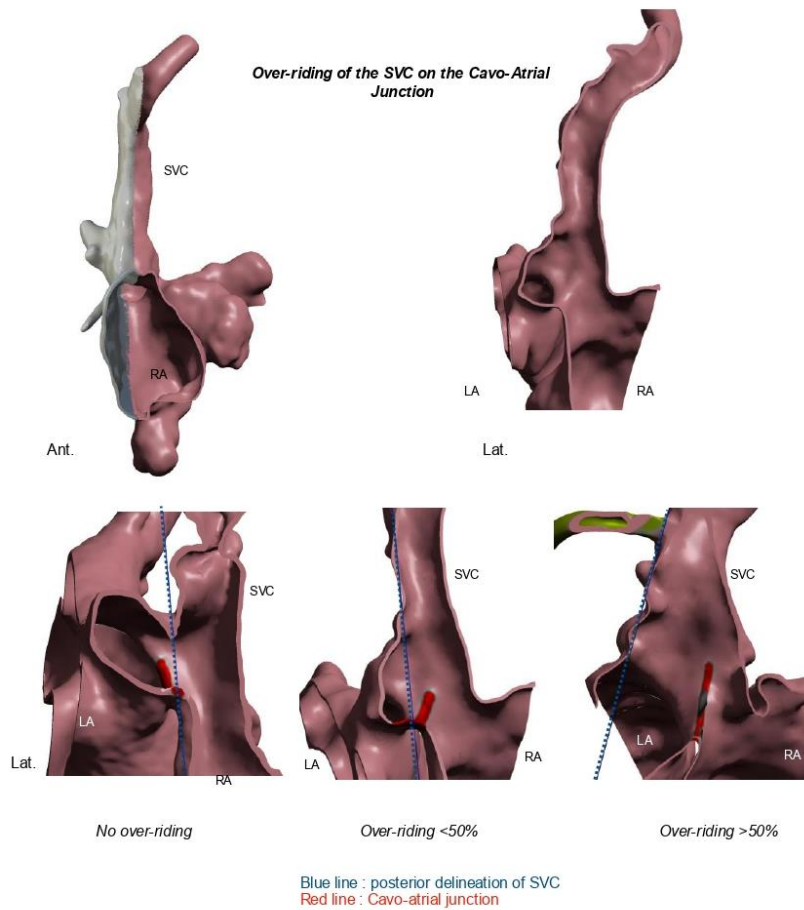 Over-riding of the SVC on the Cavo-Atrial
Junction
SVC
RA
LA
RA
Ant.
Lat.
SVC
SVC
SVC
LA
LA
RA
LA
RA
Lat.
RA
No over-riding
Over-riding <50%
Over-riding >50%
Blue line : posterior delineation of SVC
Red line : Cavo-atrial junction